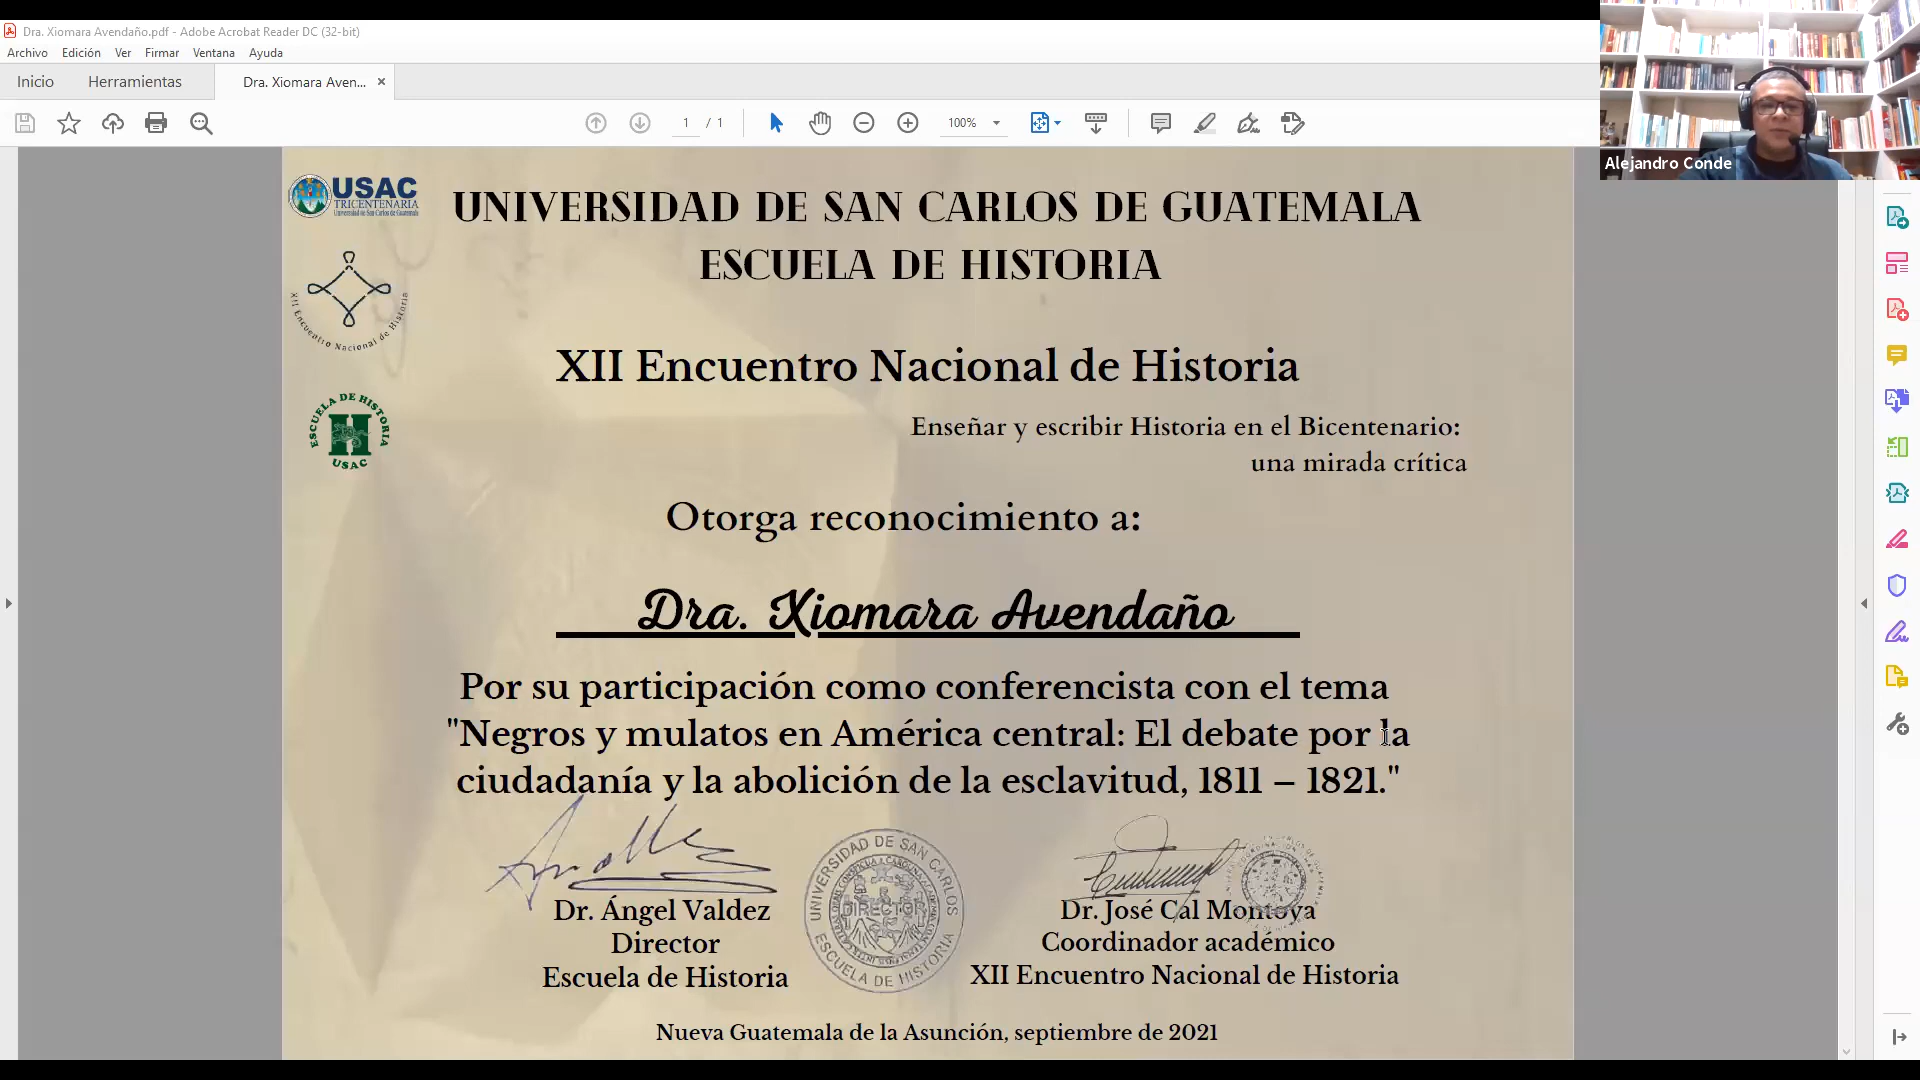 Dra. Xiomara Avendaño.pdf - Adobe Acrobat Reader DC (32-bit)
Archivo Edición Ver Firmar Ventana Ayuda
Inicio Herramientas Dra. Xiomara Aven... ×
1 / 1 100%
Alejandro Conde
USAC
TRICENTENARIA
Universidad de San Carlos de Guatemala
UNIVERSIDAD DE SAN CARLOS DE GUATEMALA
ESCUELA DE HISTORIA
XII Encuentro Nacional de Historia
XII Encuentro Nacional de Historia
ESCUELA DE HISTORIA
H
USAC
Enseñar y escribir Historia en el Bicentenario:
una mirada crítica
Otorga reconocimiento a:
Dra. Xiomara Avendaño
Por su participación como conferencista con el tema
"Negros y mulatos en América central: El debate por la
ciudadanía y la abolición de la esclavitud, 1811 – 1821."
UNIVERSIDAD DE SAN CARLOS
DIRECTOR
ESCUELA DE HISTORIA
Dr. Ángel Valdez
Director
Escuela de Historia
Dr. José Cal Montoya
Coordinador académico
XII Encuentro Nacional de Historia
Nueva Guatemala de la Asunción, septiembre de 2021